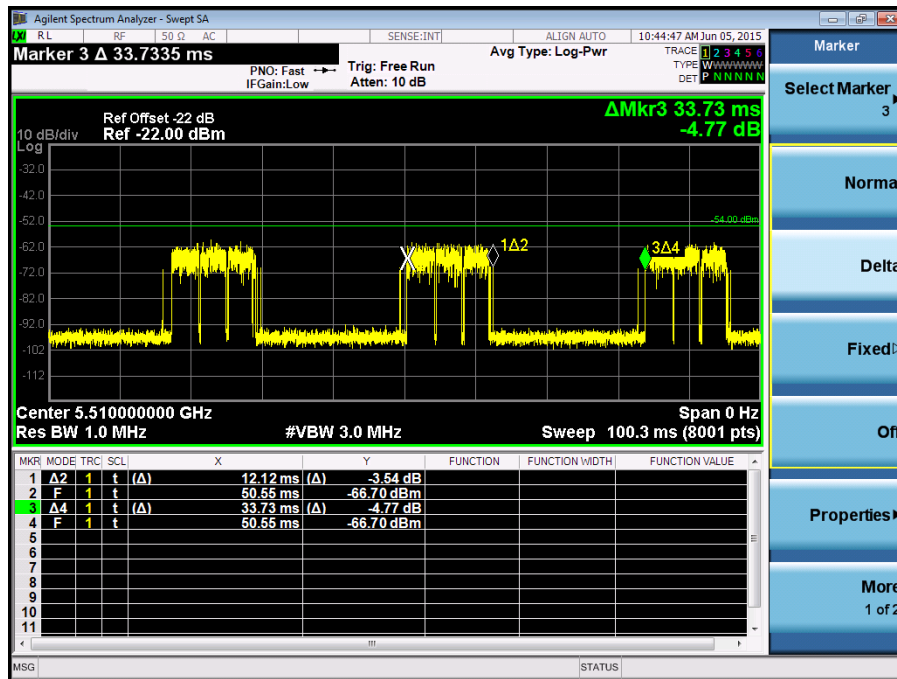 Agilent Spectrum Analyzer - Swept SA
LXI RL RF 50 Ω AC SENSE:INT ALIGN AUTO 10:44:47 AM Jun 05, 2015
Marker 3 Δ 33.7335 ms
PNO: Fast
IFGain:Low
Trig: Free Run
Atten: 10 dB
Avg Type: Log-Pwr
TRACE 1 2 3 4 5 6
TYPE WWWWWWW
DET P N N N N N
Ref Offset -22 dB
10 dB/div Ref -22.00 dBm
Log
ΔMkr3 33.73 ms
-4.77 dB
-32.0
-42.0
-52.0
-54.00 dBm
-62.0
1Δ2
3Δ4
-72.0
-82.0
-92.0
-102
-112
Center 5.510000000 GHz Span 0 Hz
Res BW 1.0 MHz #VBW 3.0 MHz Sweep 100.3 ms (8001 pts)
MKR MODE TRC SCL X Y FUNCTION FUNCTION WIDTH FUNCTION VALUE
1 Δ2 1 t (Δ) 12.12 ms (Δ) -3.54 dB
2 F 1 t 50.55 ms -66.70 dBm
3 Δ4 1 t (Δ) 33.73 ms (Δ) -4.77 dB
4 F 1 t 50.55 ms -66.70 dBm
5
6
7
8
9
10
11
MSG STATUS
Marker
Select Marker
3
Norma
Delta
Fixed
Of
Properties
More
1 of 2